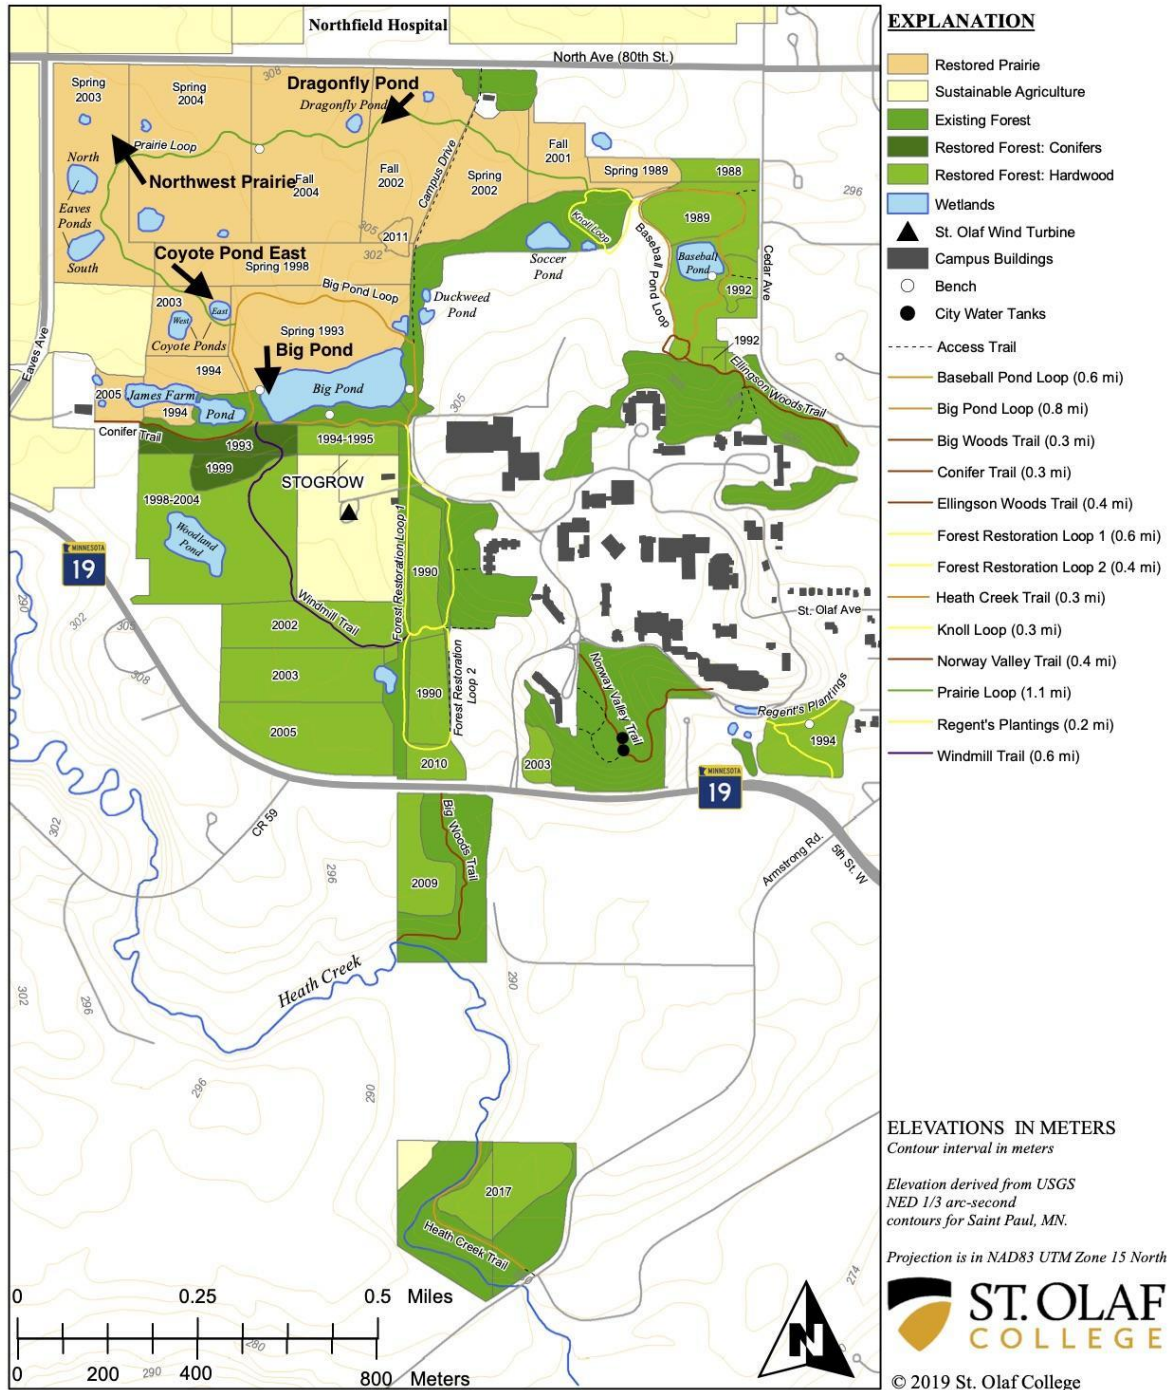 Northfield Hospital
North Ave (80th St.)
308
Spring
2003
Spring
2004
Dragonfly Pond
Dragonfly Pond
Prairie Loop
North
Eaves
Ponds
South
Northwest Prairie
Fall
2004
Fall
2002
Campus Drive
Spring
2002
Fall
2001
Spring 1989
1988
296
1989
Knoll Loop
305
302
2011
Coyote Pond East
Spring 1998
Soccer
Pond
Baseball Pond Loop
Baseball
Pond
Cedar Ave
1992
Big Pond Loop
Duckweed
Pond
2003
West
East
Coyote Ponds
Spring 1993
Big Pond
Big Pond
Eaves Ave
1994
1992
Ellingson Woods Trail
2005
James Farm
Pond
1994
305
Conifer Trail
1993
1994-1995
1999
STOGROW
1998-2004
Woodland
Pond
MINNESOTA
19
Forest Restoration Loop 1
1990
290
302
305
308
Windmill Trail
2002
2003
2005
Forest Restoration
Loop 2
1990
2010
St. Olaf Ave
Norway Valley Trail
2003
Regent's Plantings
1994
MINNESOTA
19
CR 59
302
Big Woods Trail
2009
296
Armstrong Rd.
5th St. W
Heath Creek
290
302
296
296
290
2017
Heath Creek Trail
274
0 0.25 0.5 Miles
280
0 200 400 800 Meters
290
N
EXPLANATION
Restored Prairie
Sustainable Agriculture
Existing Forest
Restored Forest: Conifers
Restored Forest: Hardwood
Wetlands
St. Olaf Wind Turbine
Campus Buildings
Bench
City Water Tanks
Access Trail
Baseball Pond Loop (0.6 mi)
Big Pond Loop (0.8 mi)
Big Woods Trail (0.3 mi)
Conifer Trail (0.3 mi)
Ellingson Woods Trail (0.4 mi)
Forest Restoration Loop 1 (0.6 mi)
Forest Restoration Loop 2 (0.4 mi)
Heath Creek Trail (0.3 mi)
Knoll Loop (0.3 mi)
Norway Valley Trail (0.4 mi)
Prairie Loop (1.1 mi)
Regent's Plantings (0.2 mi)
Windmill Trail (0.6 mi)
ELEVATIONS IN METERS
Contour interval in meters
Elevation derived from USGS
NED 1/3 arc-second
contours for Saint Paul, MN.
Projection is in NAD83 UTM Zone 15 North
ST. OLAF
COLLEGE
© 2019 St. Olaf College